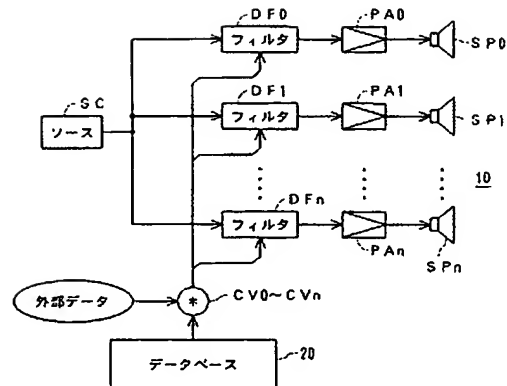 DF0
フィルタ
PA0
SP0
SC
ソース
DF1
フィルタ
PA1
SP1
10
DFn
フィルタ
PAn
SPn
外部データ
*
CV0~CVn
データベース
20